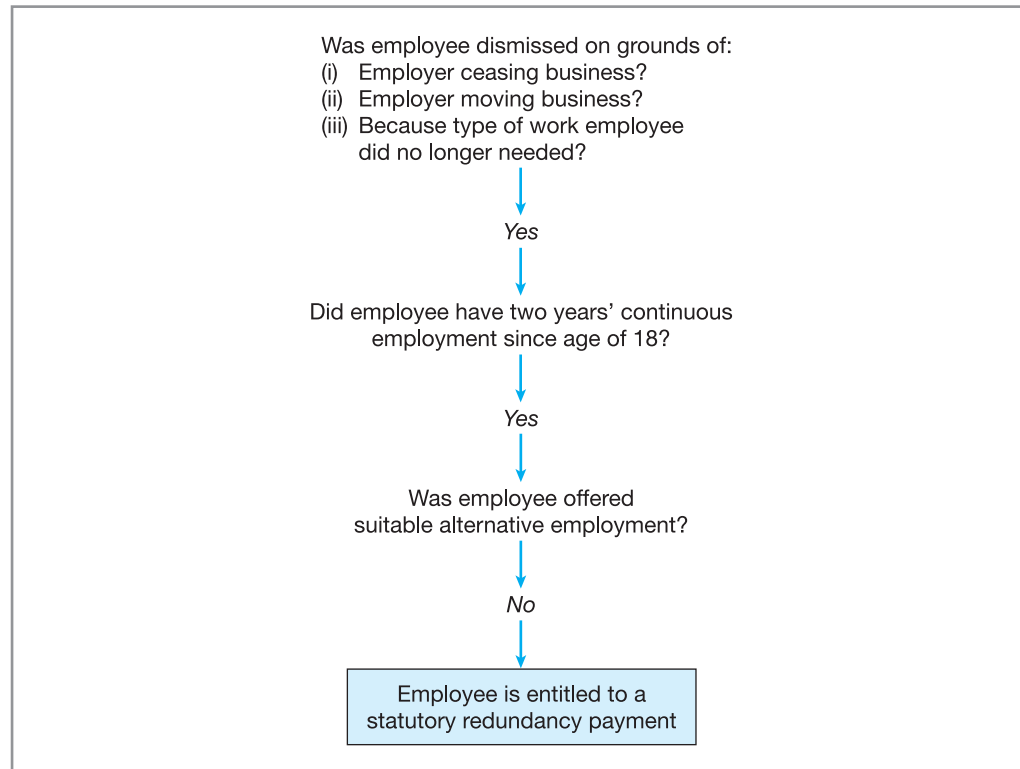 Was employee dismissed on grounds of:
(i) Employer ceasing business?
(ii) Employer moving business?
(iii) Because type of work employee
did no longer needed?
Yes
Did employee have two years’ continuous
employment since age of 18?
Yes
Was employee offered
suitable alternative employment?
No
Employee is entitled to a
statutory redundancy payment